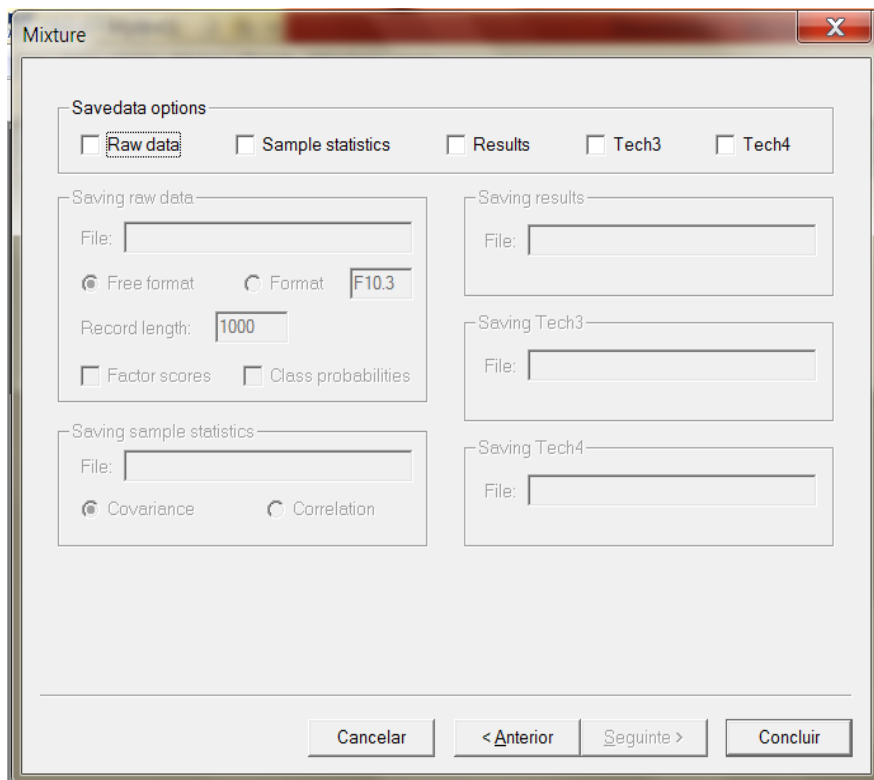 Mixture
Savedata options
Raw data Sample statistics Results Tech3 Tech4
Saving raw data
File:
Free format Format F10.3
Record length: 1000
Factor scores Class probabilities
Saving sample statistics
File:
Covariance Correlation
Saving results
File:
Saving Tech3
File:
Saving Tech4
File:
Cancelar < Anterior Seguinte > Concluir